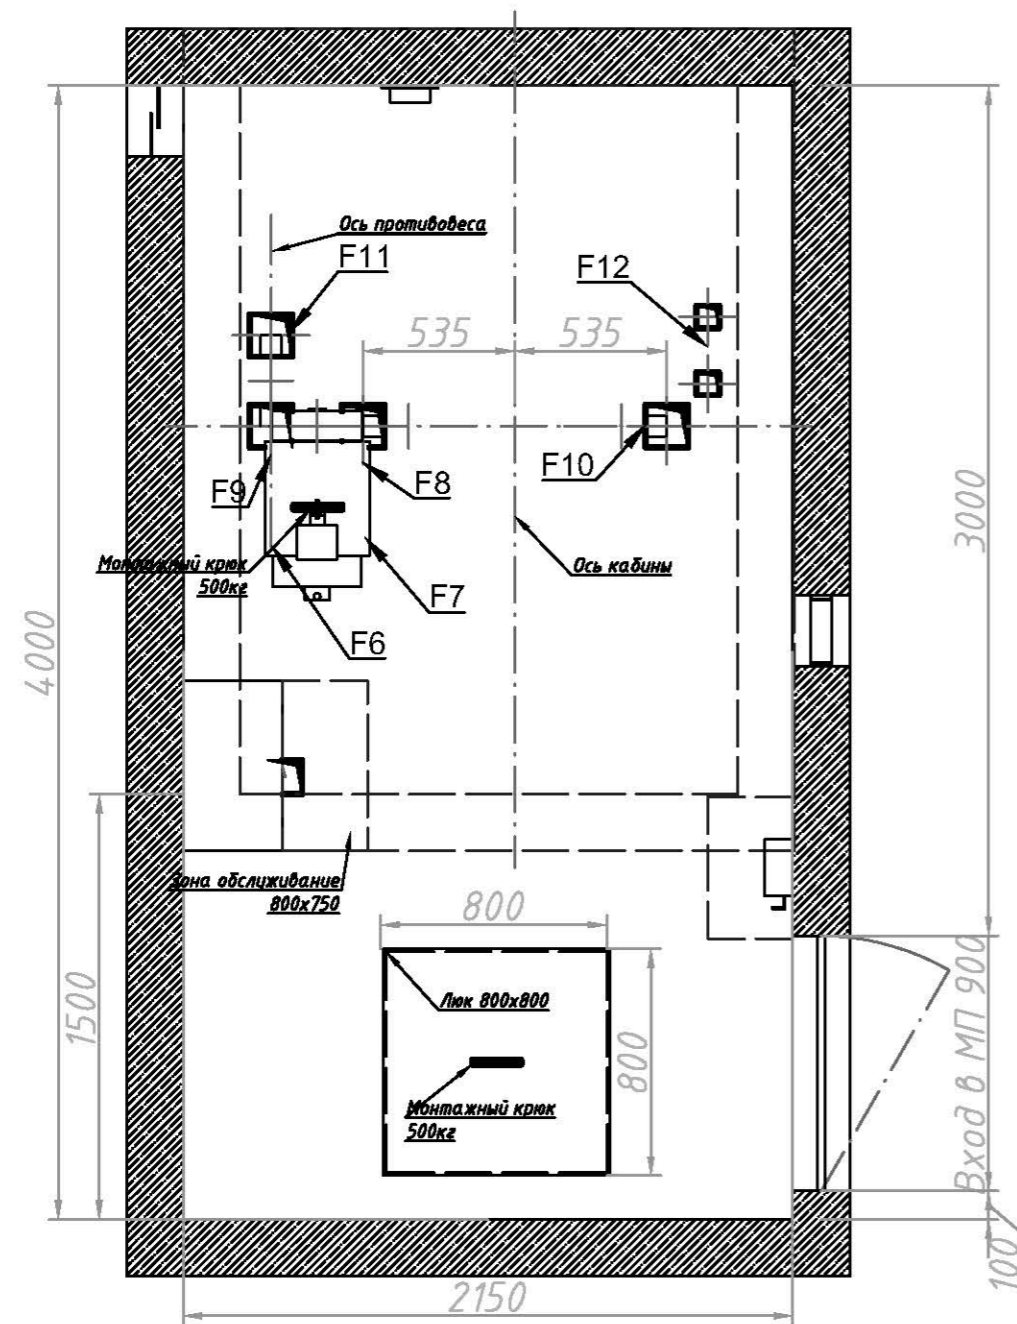 Ось противовеса
F11
F12
535
535
F9
F8
F10
Монтажный крюк
500кг
Ось кабины
F7
F6
3000
4000
Зона обслуживание
800х750
800
1500
Люк 800х800
800
Монтажный крюк
500кг
Вход в МП 900
100
2150